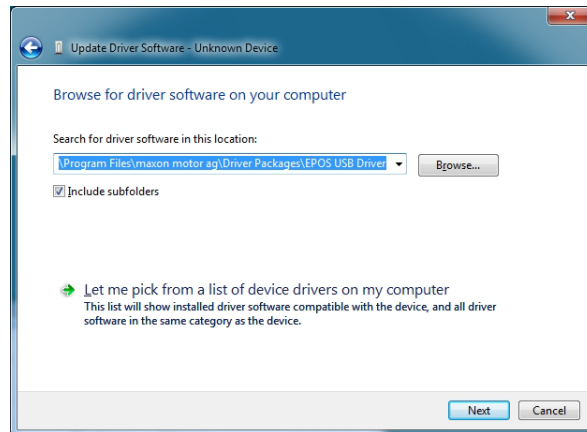 Update Driver Software - Unknown Device
Browse for driver software on your computer
Search for driver software in this location:
\Program Files\maxon motor ag\Driver Packages\EPOS USB Driver
Browse...
Include subfolders
Let me pick from a list of device drivers on my computer
This list will show installed driver software compatible with the device, and all driver
software in the same category as the device.
Next
Cancel